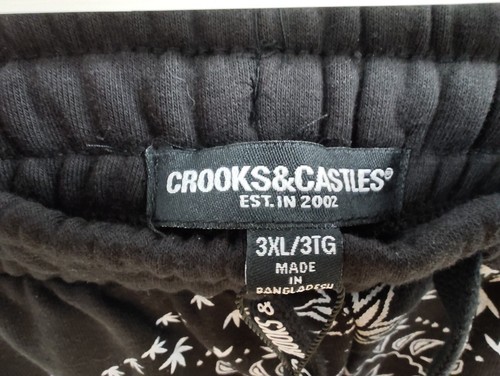 CROOKS&CASTLES®
EST. IN 2002
3XL/3TG
MADE
IN
BANGLADESH